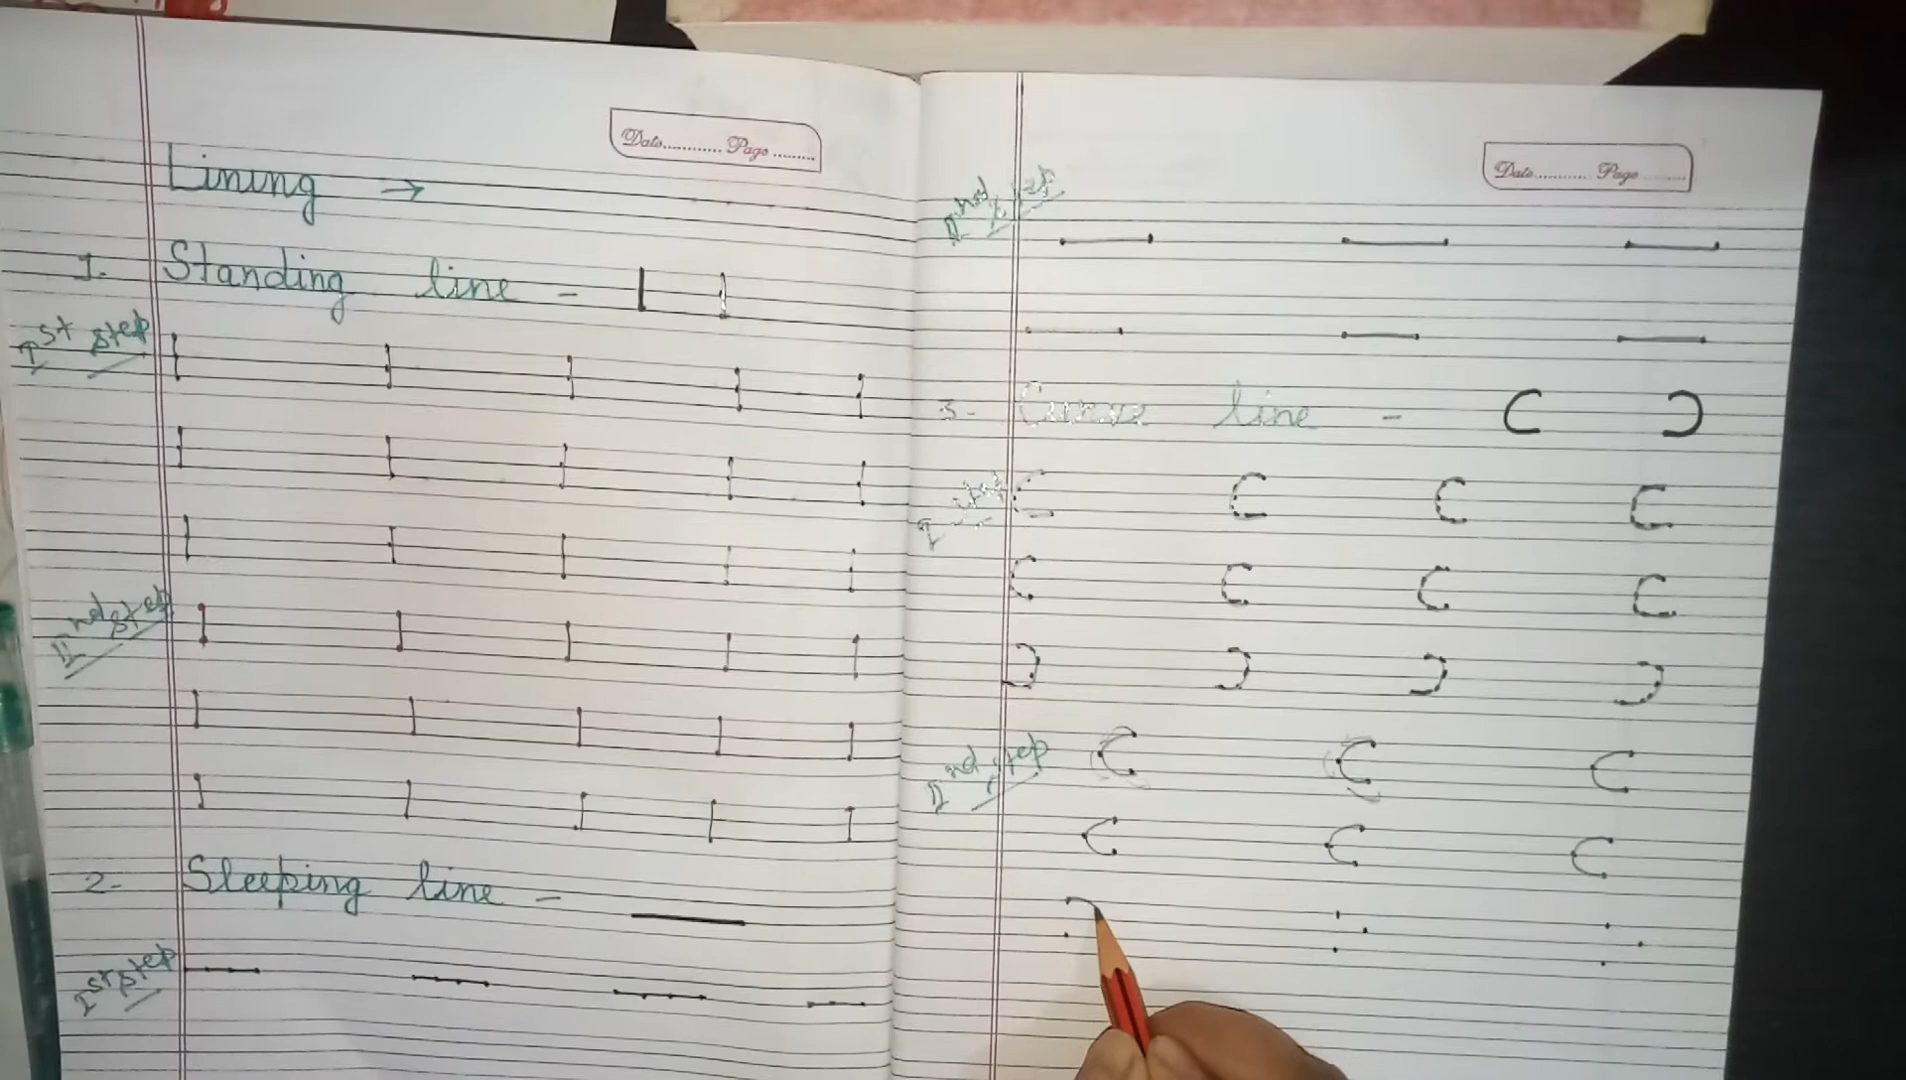 Date............ Page .........
Lining →
1. Standing line -
Ist step
IInd step
2- Sleeping line -
Ist step
Date............ Page .........
IInd step
3- Curve line - C Ɔ
I step
IInd step